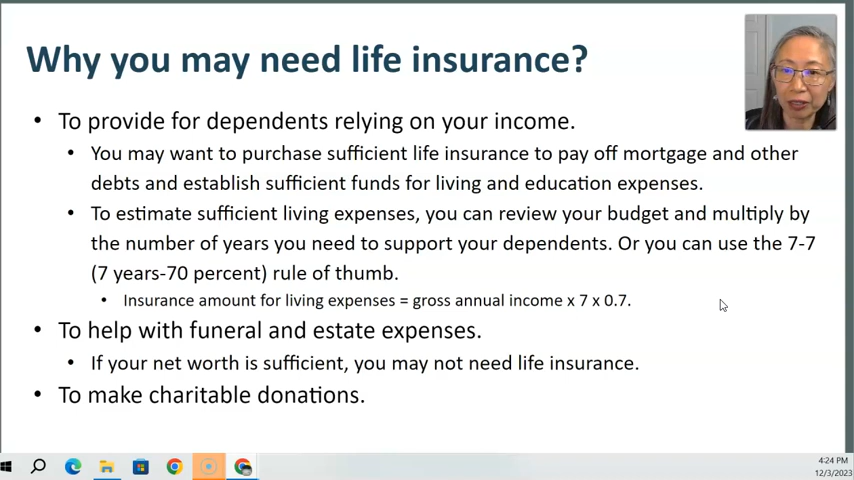 Why you may need life insurance?
• To provide for dependents relying on your income.
• You may want to purchase sufficient life insurance to pay off mortgage and other
debts and establish sufficient funds for living and education expenses.
• To estimate sufficient living expenses, you can review your budget and multiply by
the number of years you need to support your dependents. Or you can use the 7-7
(7 years-70 percent) rule of thumb.
• Insurance amount for living expenses = gross annual income x 7 x 0.7.
• To help with funeral and estate expenses.
• If your net worth is sufficient, you may not need life insurance.
• To make charitable donations.
4:24 PM
12/3/2023